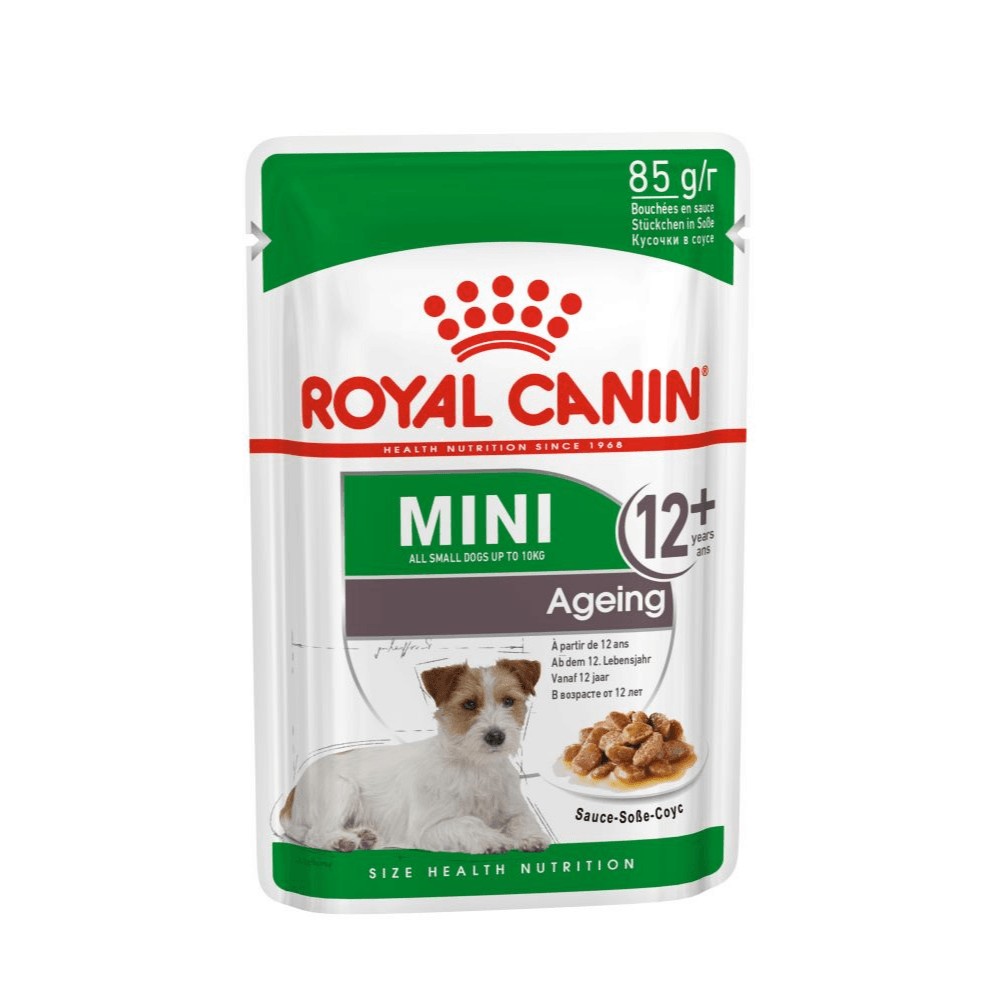 85 g/г
Bouchées en sauce
Stückchen in Soße
Кусочки в соусе
ROYAL CANIN®
HEALTH NUTRITION SINCE 1968
MINI
ALL SMALL DOGS UP TO 10KG
12+
years
ans
Ageing
À partir de 12 ans
Ab dem 12. Lebensjahr
Vanaf 12 jaar
В возрасте от 12 лет
Sauce-Soße-Соус
SIZE HEALTH NUTRITION